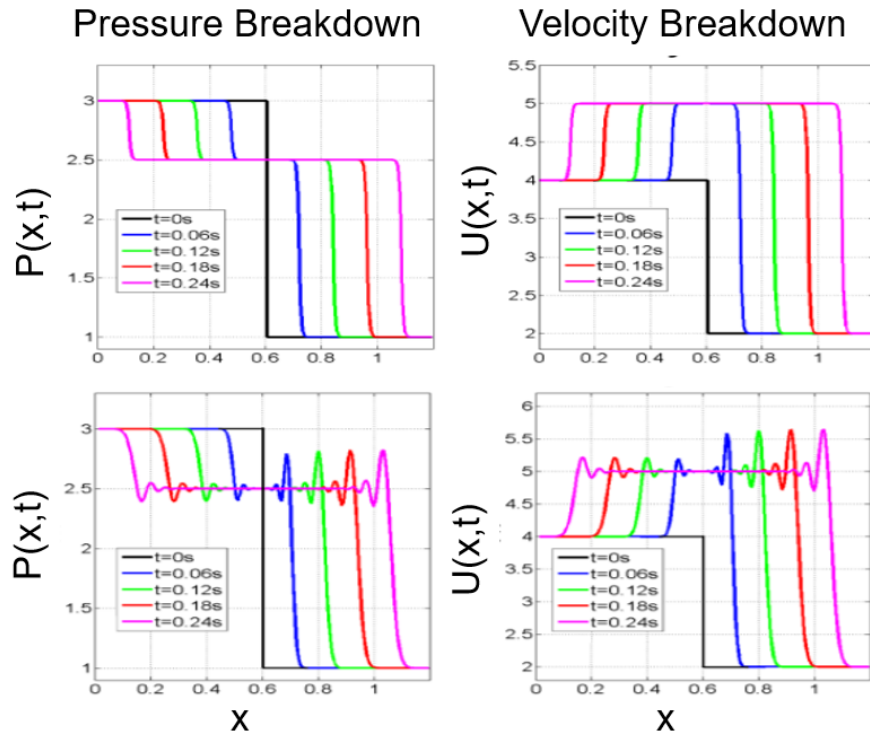 Pressure Breakdown
Velocity Breakdown
P(x,t)
3
2.5
2
1.5
1
t=0s
t=0.06s
t=0.12s
t=0.18s
t=0.24s
0 0.2 0.4 0.6 0.8 1
U(x,t)
5.5
5
4.5
4
3.5
3
2.5
2
t=0s
t=0.06s
t=0.12s
t=0.18s
t=0.24s
0 0.2 0.4 0.6 0.8 1
P(x,t)
3
2.5
2
1.5
1
t=0s
t=0.06s
t=0.12s
t=0.18s
t=0.24s
0 0.2 0.4 0.6 0.8 1
x
U(x,t)
6
5.5
5
4.5
4
3.5
3
2.5
2
t=0s
t=0.06s
t=0.12s
t=0.18s
t=0.24s
0 0.2 0.4 0.6 0.8 1
x